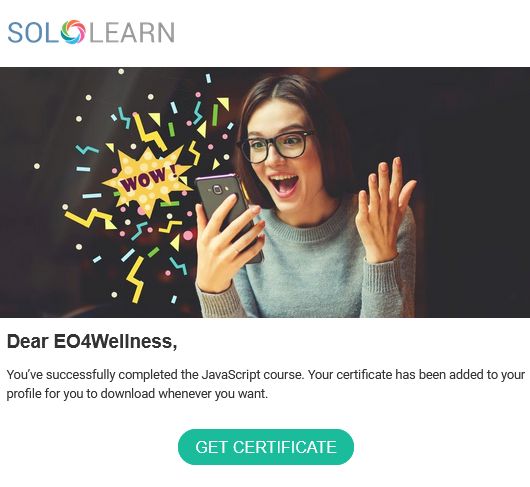 SOLOLEARN
WOW!
Dear EO4Wellness,
You've successfully completed the JavaScript course. Your certificate has been added to your
profile for you to download whenever you want.
GET CERTIFICATE